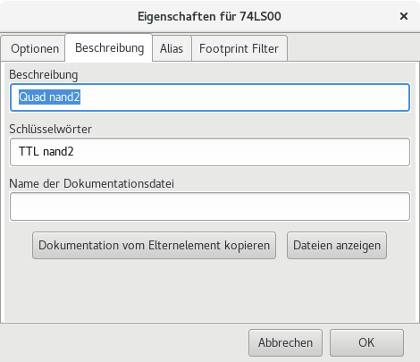 Eigenschaften für 74LS00
Optionen Beschreibung Alias Footprint Filter
Beschreibung
Quad nand2
Schlüsselwörter
TTL nand2
Name der Dokumentationsdatei
Dokumentation vom Elternelement kopieren Dateien anzeigen
Abbrechen OK